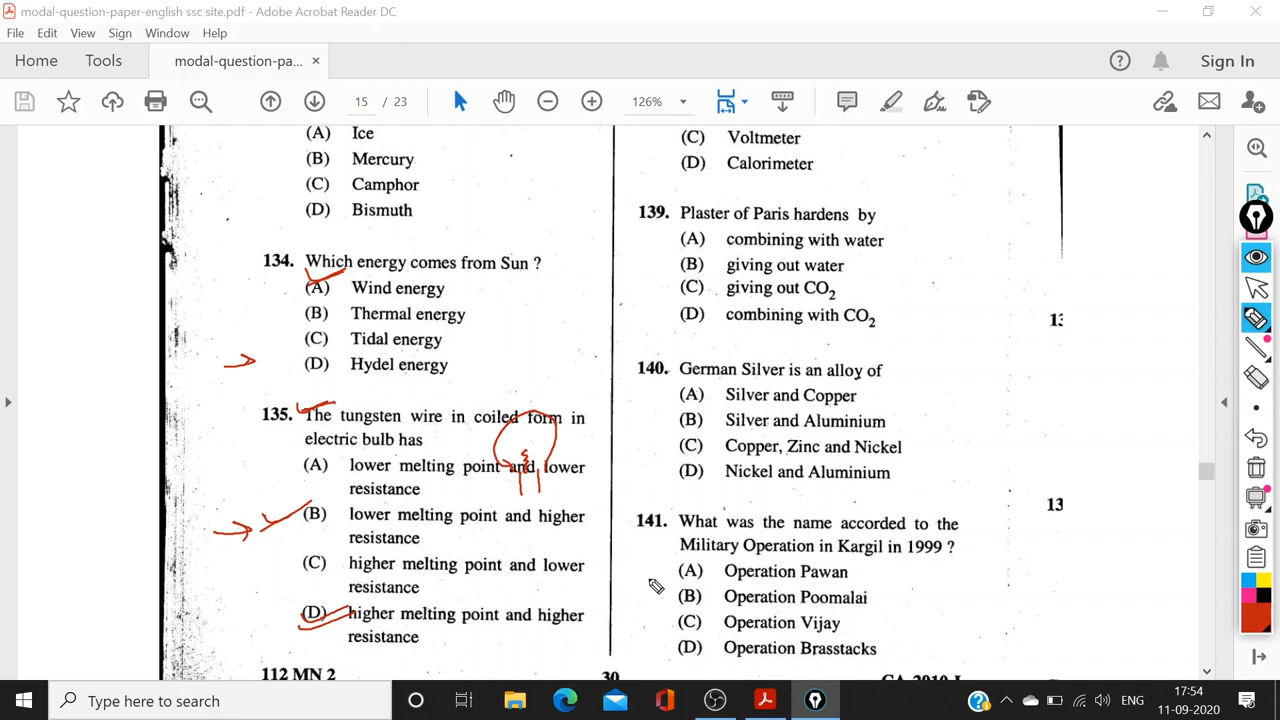 modal-question-paper-english ssc site.pdf - Adobe Acrobat Reader DC
File Edit View Sign Window Help
Home Tools modal-question-pa... × Sign In
15 / 23 126%
(A) Ice
(B) Mercury
(C) Camphor
(D) Bismuth
134. Which energy comes from Sun ?
(A) Wind energy
(B) Thermal energy
(C) Tidal energy
(D) Hydel energy
135. The tungsten wire in coiled form in
electric bulb has
(A) lower melting point and lower
resistance
(B) lower melting point and higher
resistance
(C) higher melting point and lower
resistance
(D) higher melting point and higher
resistance
112 MN 2
30
(C) Voltmeter
(D) Calorimeter
139. Plaster of Paris hardens by
(A) combining with water
(B) giving out water
(C) giving out CO₂
(D) combining with CO₂
140. German Silver is an alloy of
(A) Silver and Copper
(B) Silver and Aluminium
(C) Copper, Zinc and Nickel
(D) Nickel and Aluminium
141. What was the name accorded to the
Military Operation in Kargil in 1999 ?
(A) Operation Pawan
(B) Operation Poomalai
(C) Operation Vijay
(D) Operation Brasstacks
13
13
Type here to search
ENG
17:54
11-09-2020